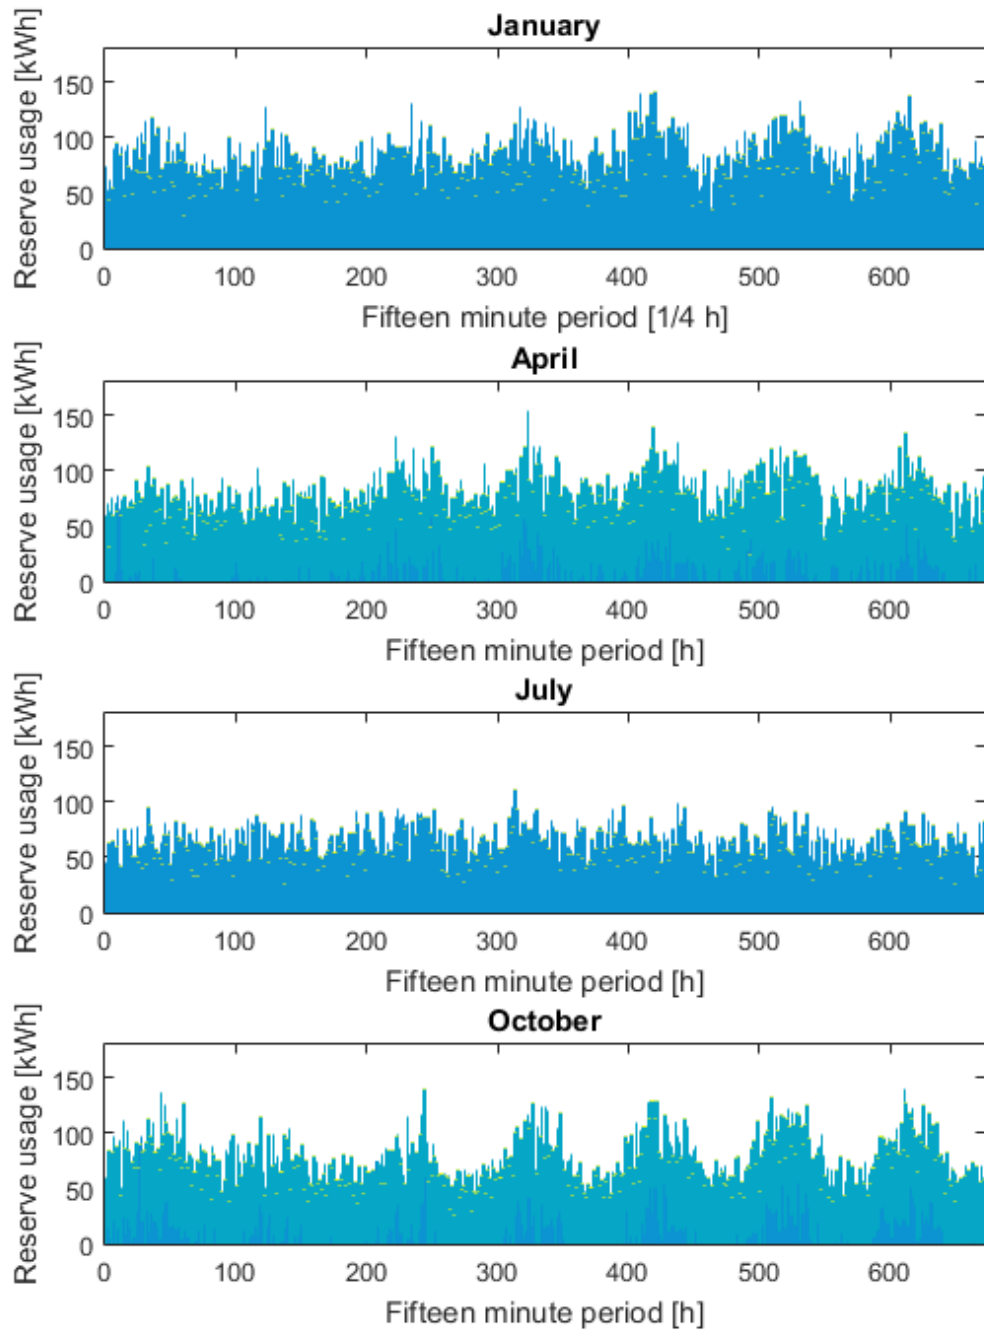 January
Reserve usage [kWh]
150
100
50
0
0 100 200 300 400 500 600
Fifteen minute period [1/4 h]
April
Reserve usage [kWh]
150
100
50
0
0 100 200 300 400 500 600
Fifteen minute period [h]
July
Reserve usage [kWh]
150
100
50
0
0 100 200 300 400 500 600
Fifteen minute period [h]
October
Reserve usage [kWh]
150
100
50
0
0 100 200 300 400 500 600
Fifteen minute period [h]